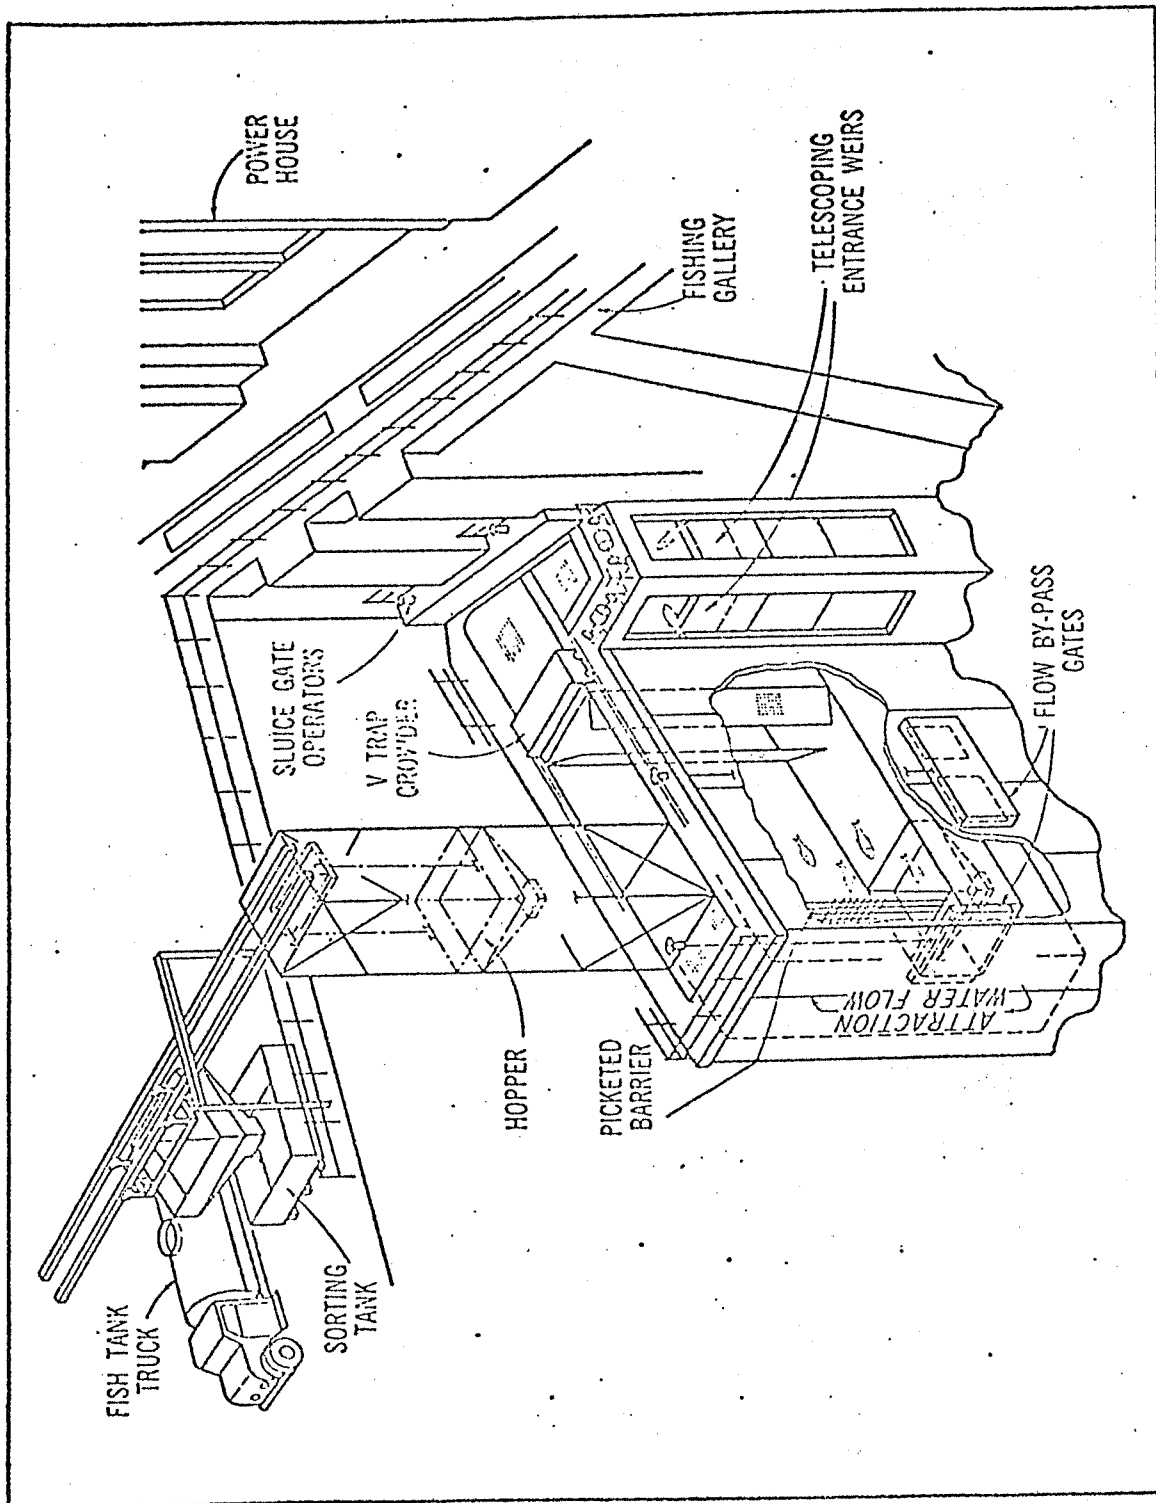 FISH TANK
TRUCK
SORTING
TANK
HOPPER
PICKETED
BARRIER
ATTRACTION
WATER FLOW
SLUICE GATE
OPERATORS
V TRAP
CROWDER
POWER
HOUSE
FISHING
GALLERY
TELESCOPING
ENTRANCE WEIRS
FLOW BY-PASS
GATES